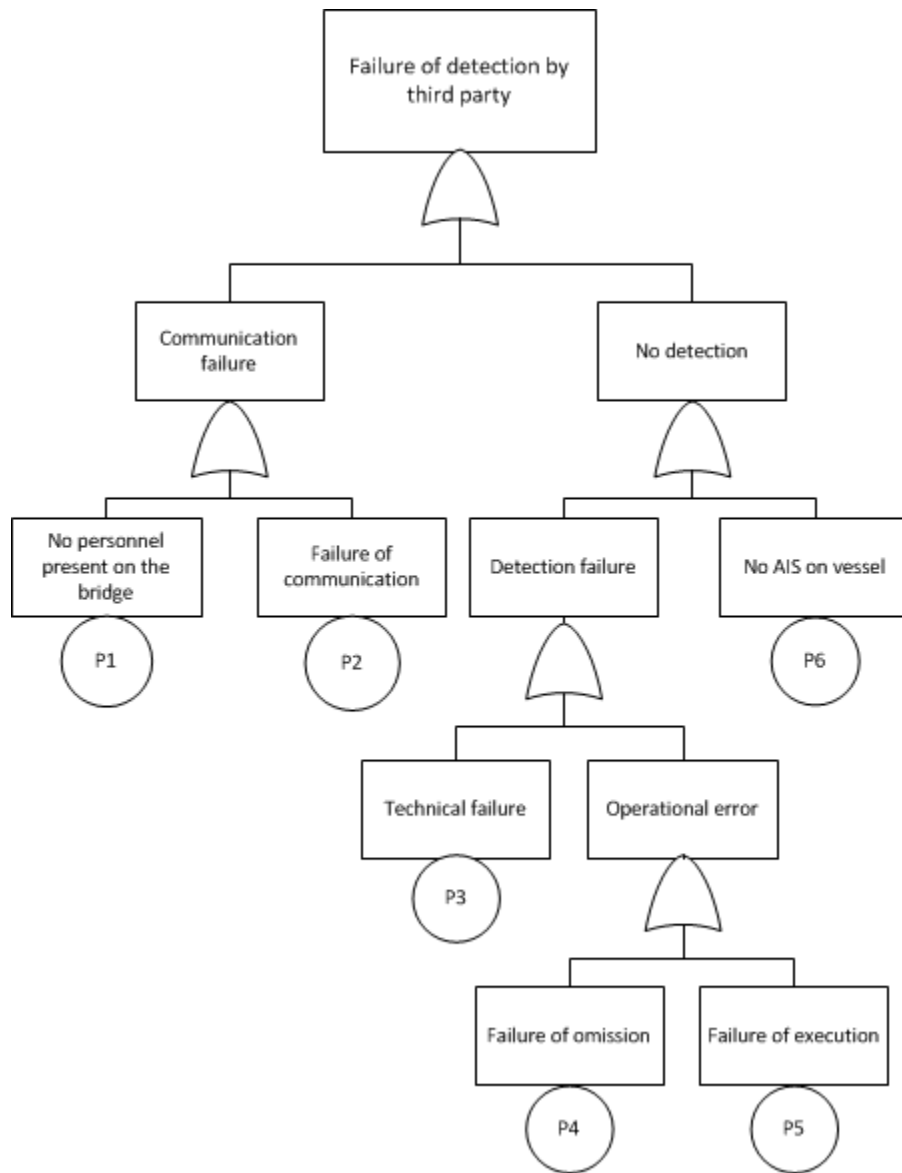 Failure of detection by
third party
Communication
failure
No detection
No personnel
present on the
bridge
Failure of
communication
Detection failure
No AIS on vessel
P1
P2
P6
Technical failure
Operational error
P3
Failure of omission
Failure of execution
P4
P5